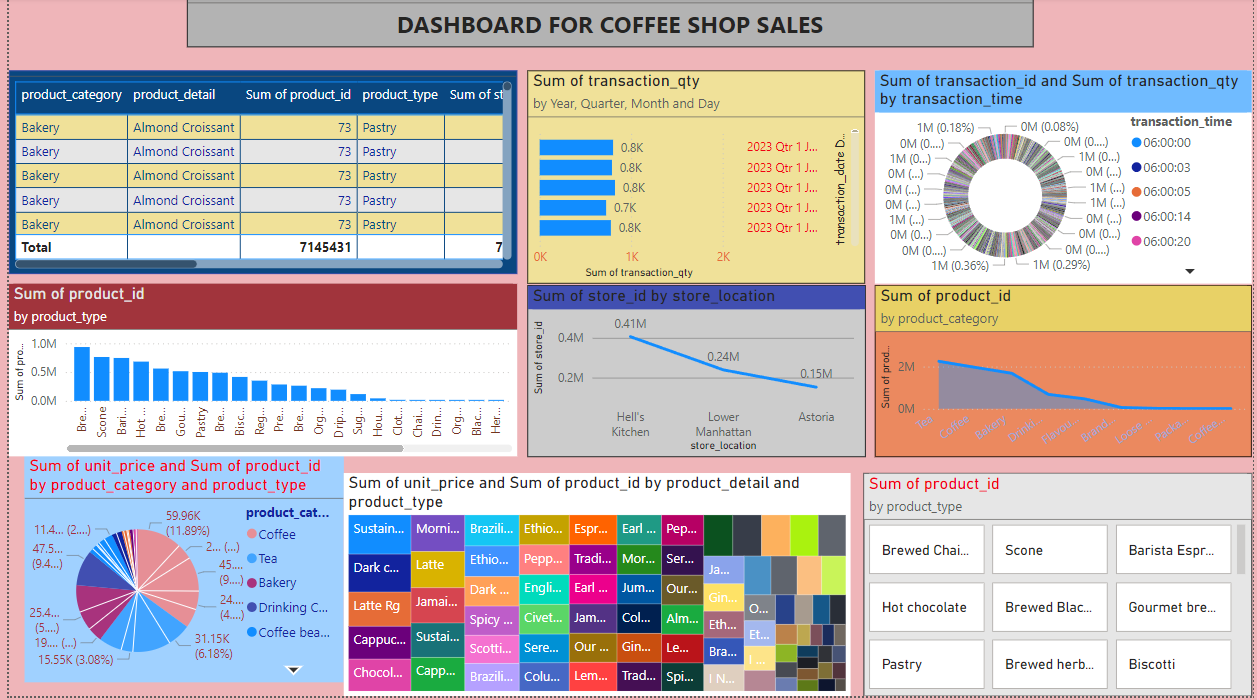 DASHBOARD FOR COFFEE SHOP SALES
product_category product_detail Sum of product_id product_type Sum of st
Bakery Almond Croissant 73 Pastry
Bakery Almond Croissant 73 Pastry
Bakery Almond Croissant 73 Pastry
Bakery Almond Croissant 73 Pastry
Bakery Almond Croissant 73 Pastry
Total 7145431 7
Sum of transaction_qty
by Year, Quarter, Month and Day
0.8K 2023 Qtr 1 J...
0.8K 2023 Qtr 1 J...
0.8K 2023 Qtr 1 J...
0.7K 2023 Qtr 1 J...
0.8K 2023 Qtr 1 J...
transaction_date D...
0K 1K 2K
Sum of transaction_qty
Sum of transaction_id and Sum of transaction_qty
by transaction_time
1M (0.18%)
0M (0....)
1M (0...)
0M (...)
0M (...)
0M (...)
1M (...)
0M (0...)
0M (0....)
1M (0.36%)
0M (0.08%)
0M (0....)
1M (0...)
0M (...)
1M (...)
1M (...)
0M (...)
0M (0...)
0M (0....)
1M (0.29%)
transaction_time
06:00:00
06:00:03
06:00:05
06:00:14
06:00:20
Sum of product_id
by product_type
Sum of pro...
1.0M
0.5M
0.0M
Bre...
Scone
Bari...
Hot ...
Bre...
Gou...
Pastry
Bre...
Bisc...
Reg...
Pre...
Bre...
Org...
Drip...
Sug...
Hou...
Clot...
Chai...
Drin...
Org...
Blac...
Her...
Sum of store_id by store_location
Sum of store_id
0.4M
0.2M
0.41M
0.24M
0.15M
Hell's
Kitchen
Lower
Manhattan
Astoria
store_location
Sum of product_id
by product_category
Sum of prod...
2M
0M
Tea
Coffee
Bakery
Drinki...
Flavou...
Brand...
Loose ...
Packa...
Coffee...
Sum of unit_price and Sum of product_id
by product_category and product_type
11.4... (2....)
47.5...
(9.4...)
25.4...
(5....)
19.... (...)
15.55K (3.08%)
59.96K
(11.89%)
2... (...)
45....
(9....)
24....
(4....)
31.15K
(6.18%)
product_cat...
Coffee
Tea
Bakery
Drinking C...
Coffee bea...
Sum of unit_price and Sum of product_id by product_detail and
product_type
Sustain...
Dark c...
Latte Rg
Cappuc...
Chocol...
Morni...
Latte
Jamai...
Sustai...
Capp...
Brazili...
Ethio...
Dark ...
Spicy ...
Scotti...
Brazili...
Ethio...
Pepp...
Engli...
Civet...
Sere...
Colu...
Espr...
Tradi...
Earl ...
Jam...
Our ...
Lem...
Earl ...
Mor...
Jum...
Col...
Gin...
Trad...
Pep...
Ser...
Our...
Alm...
Le...
Spi...
Ja...
Gin...
Eth...
Bra...
I N...
O...
Et...
I ...
Sum of product_id
by product_type
Brewed Chai... Scone Barista Espr...
Hot chocolate Brewed Blac... Gourmet bre...
Pastry Brewed herb... Biscotti